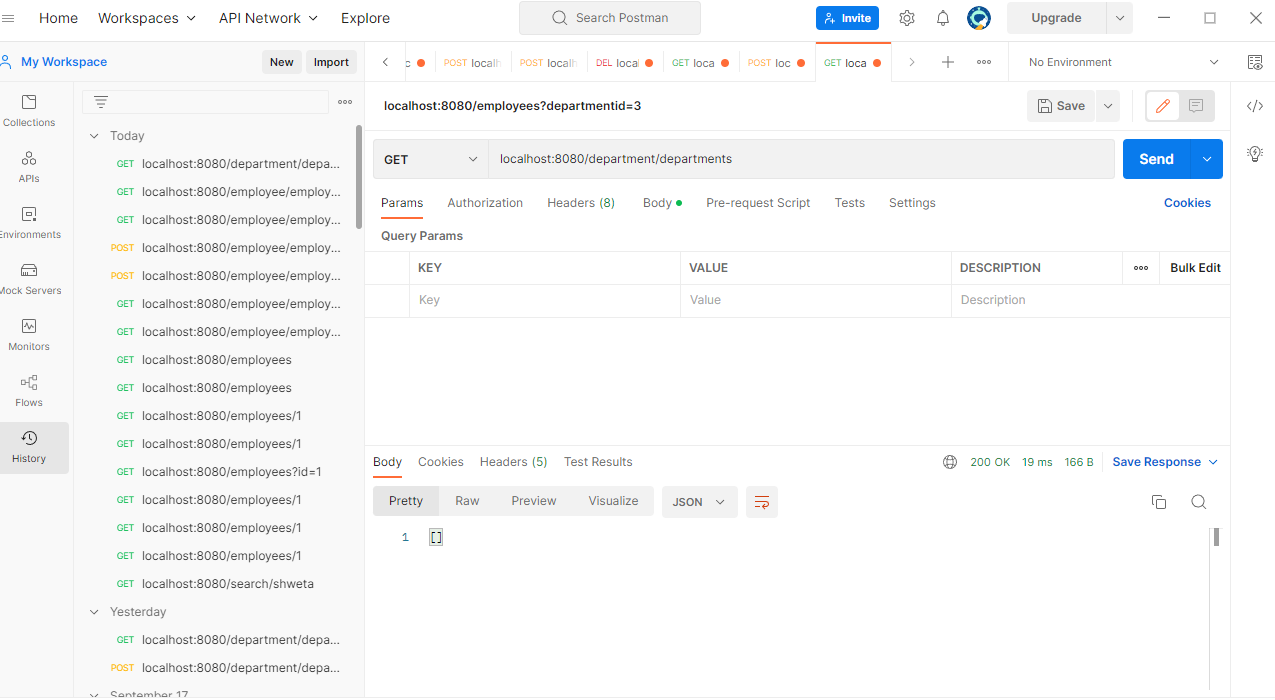 Home Workspaces API Network Explore Search Postman Invite Upgrade
My Workspace New Import
c POST localh POST localh DEL local GET loca POST loc GET loca No Environment
Collections
APIs
Environments
Mock Servers
Monitors
Flows
History
Today
GET localhost:8080/department/depa...
GET localhost:8080/employee/employ...
GET localhost:8080/employee/employ...
POST localhost:8080/employee/employ...
POST localhost:8080/employee/employ...
GET localhost:8080/employee/employ...
GET localhost:8080/employee/employ...
GET localhost:8080/employees
GET localhost:8080/employees
GET localhost:8080/employees/1
GET localhost:8080/employees/1
GET localhost:8080/employees?id=1
GET localhost:8080/employees/1
GET localhost:8080/employees/1
GET localhost:8080/employees/1
GET localhost:8080/search/shweta
Yesterday
GET localhost:8080/department/depa...
POST localhost:8080/department/depa...
September 17
localhost:8080/employees?departmentid=3 Save </>
GET localhost:8080/department/departments Send
Params Authorization Headers (8) Body Pre-request Script Tests Settings Cookies
Query Params
KEY VALUE DESCRIPTION Bulk Edit
Key Value Description
Body Cookies Headers (5) Test Results 200 OK 19 ms 166 B Save Response
Pretty Raw Preview Visualize JSON
1 []